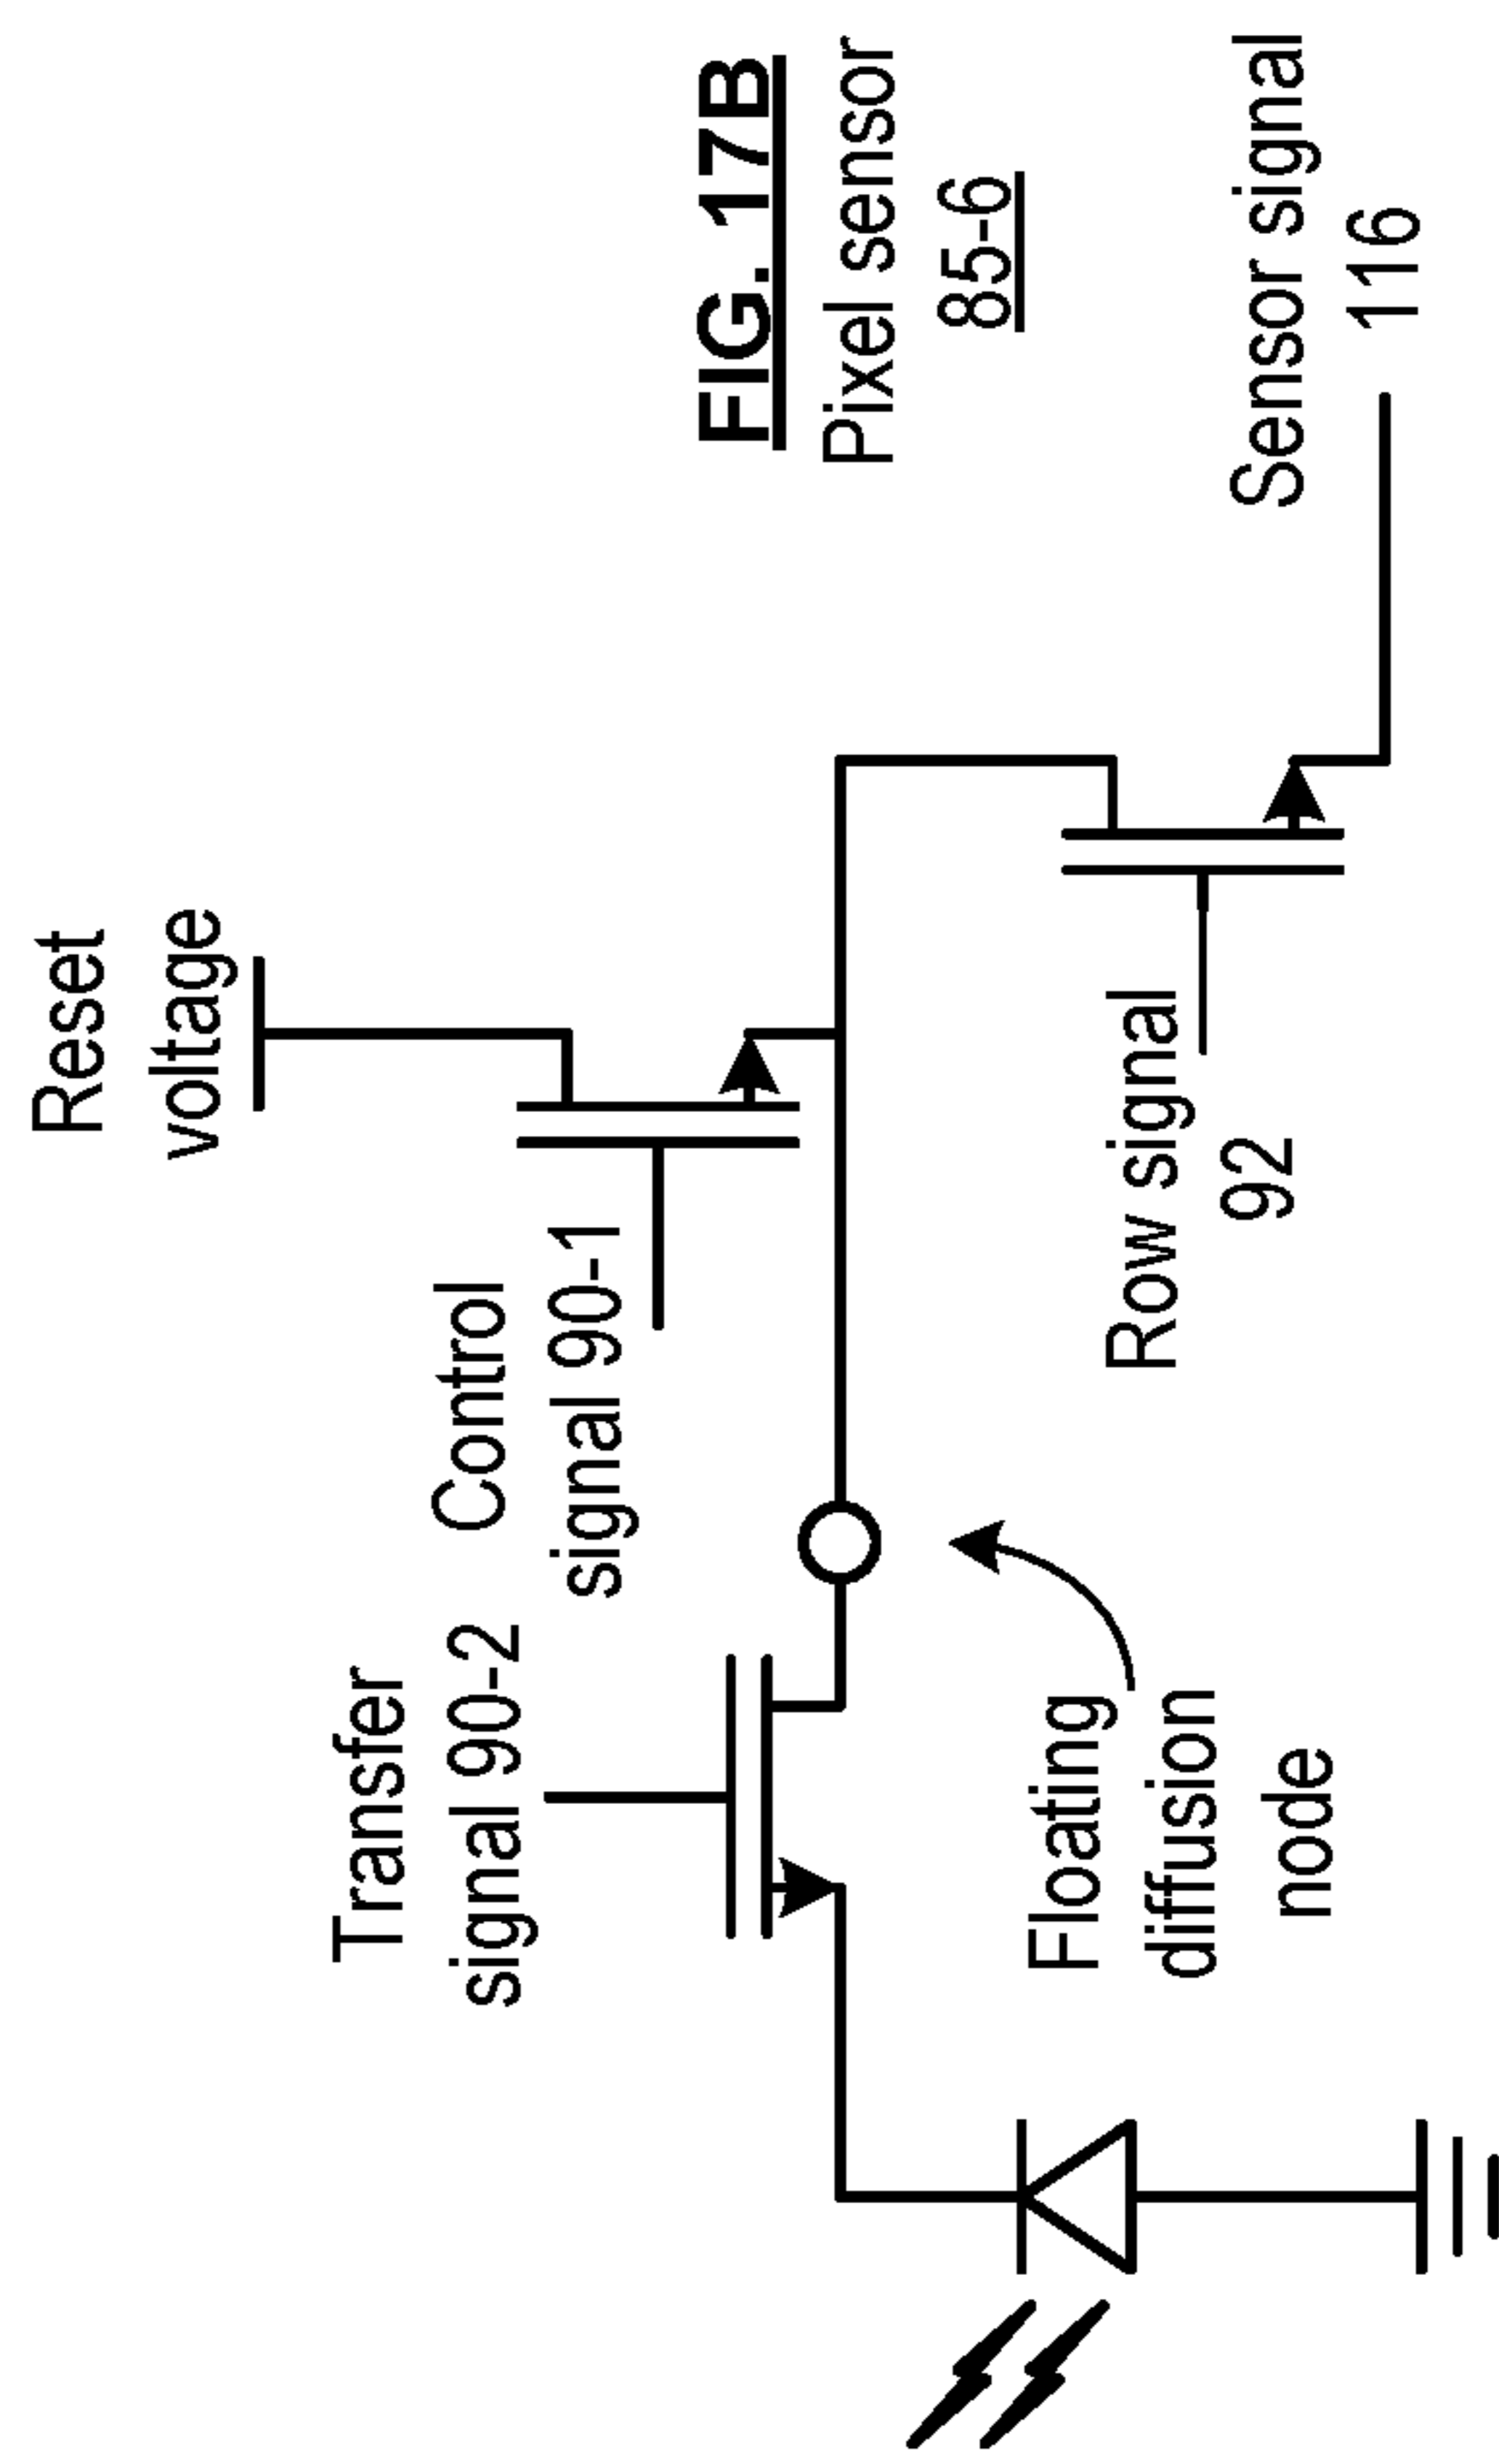 Reset
voltage
Transfer
signal 90-2
Control
signal 90-1
Floating
diffusion
node
Row signal
92
FIG. 17B
Pixel sensor
85-6
Sensor signal
116